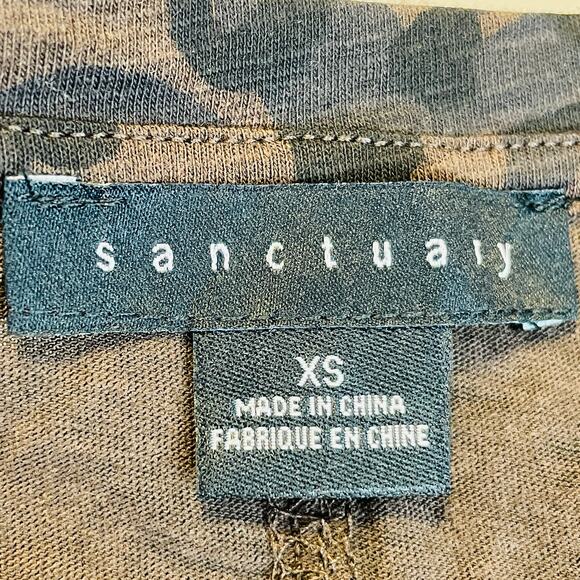 sanctuary
XS
MADE IN CHINA
FABRIQUE EN CHINE